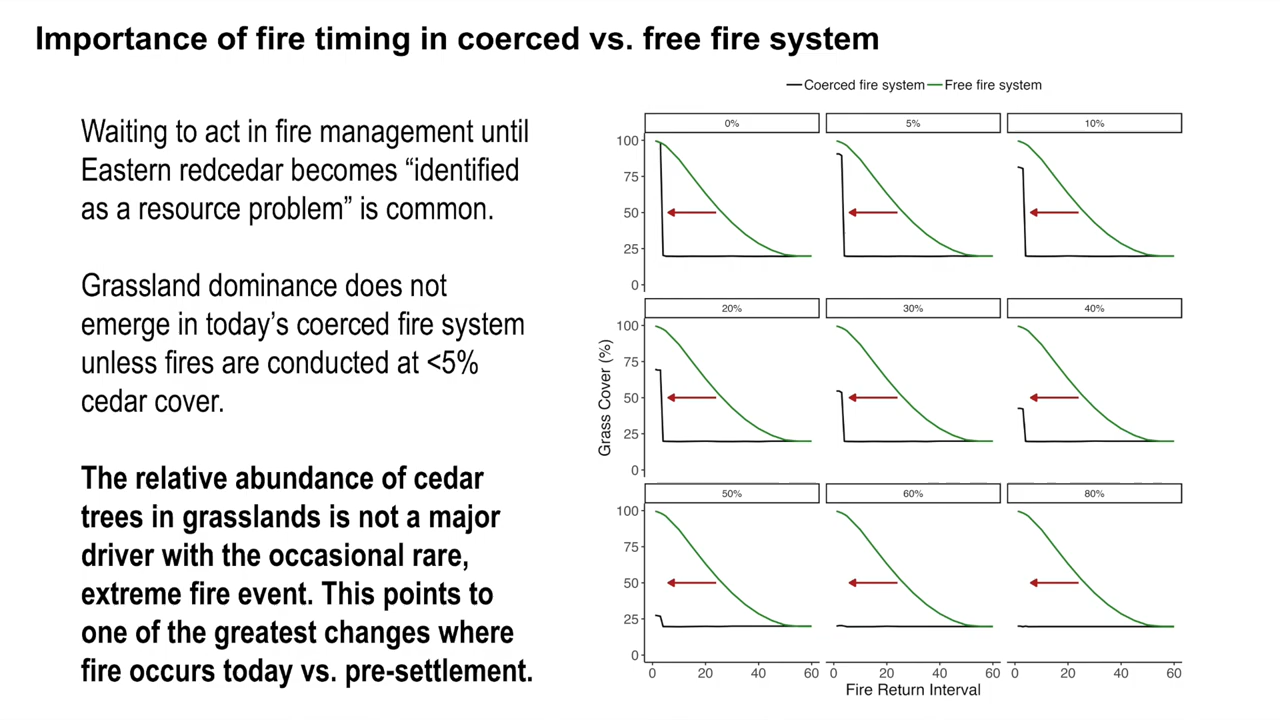 Importance of fire timing in coerced vs. free fire system
Waiting to act in fire management until
Eastern redcedar becomes “identified
as a resource problem” is common.
Grassland dominance does not
emerge in today’s coerced fire system
unless fires are conducted at <5%
cedar cover.
The relative abundance of cedar
trees in grasslands is not a major
driver with the occasional rare,
extreme fire event. This points to
one of the greatest changes where
fire occurs today vs. pre-settlement.
Coerced fire system Free fire system
0% 5% 10%
100
75
50
25
0
20% 30% 40%
100
75
50
25
0
Grass Cover (%)
50% 60% 80%
100
75
50
25
0
0 20 40 60 0 20 40 60 0 20 40 60
Fire Return Interval